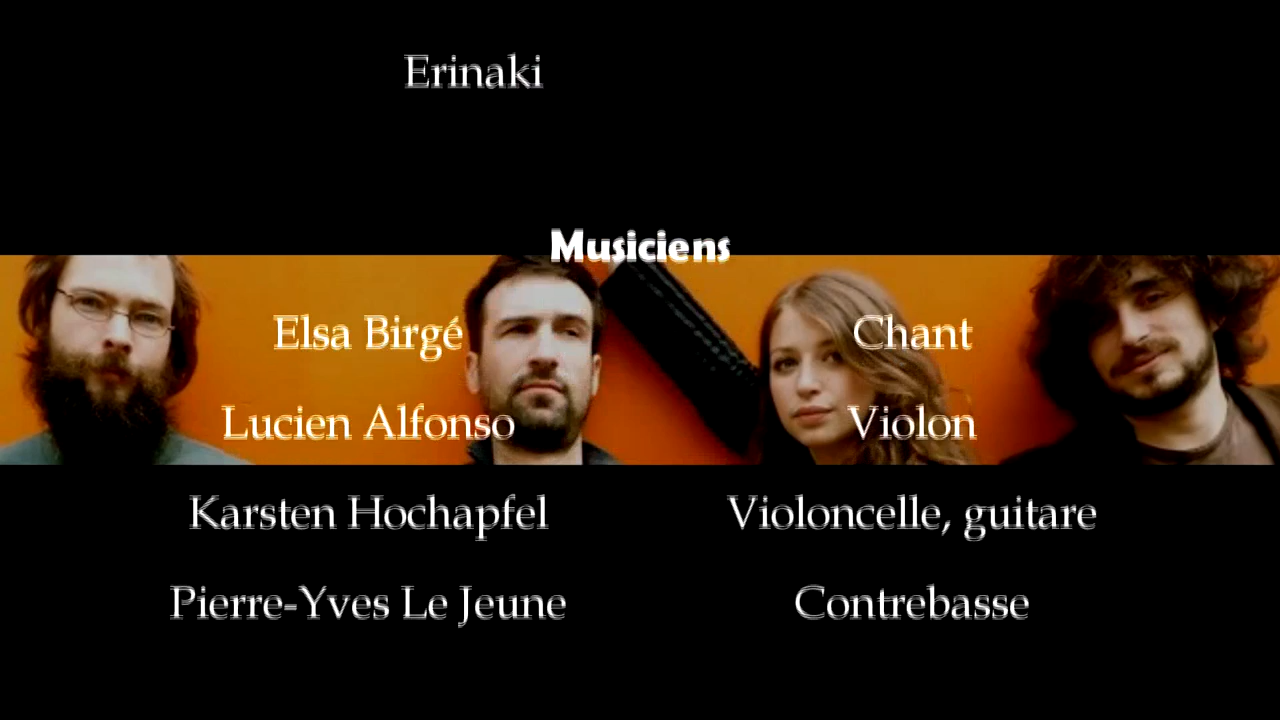 Erinaki
Musiciens
Elsa Birgé Chant
Lucien Alfonso Violon
Karsten Hochapfel Violoncelle, guitare
Pierre-Yves Le Jeune Contrebasse